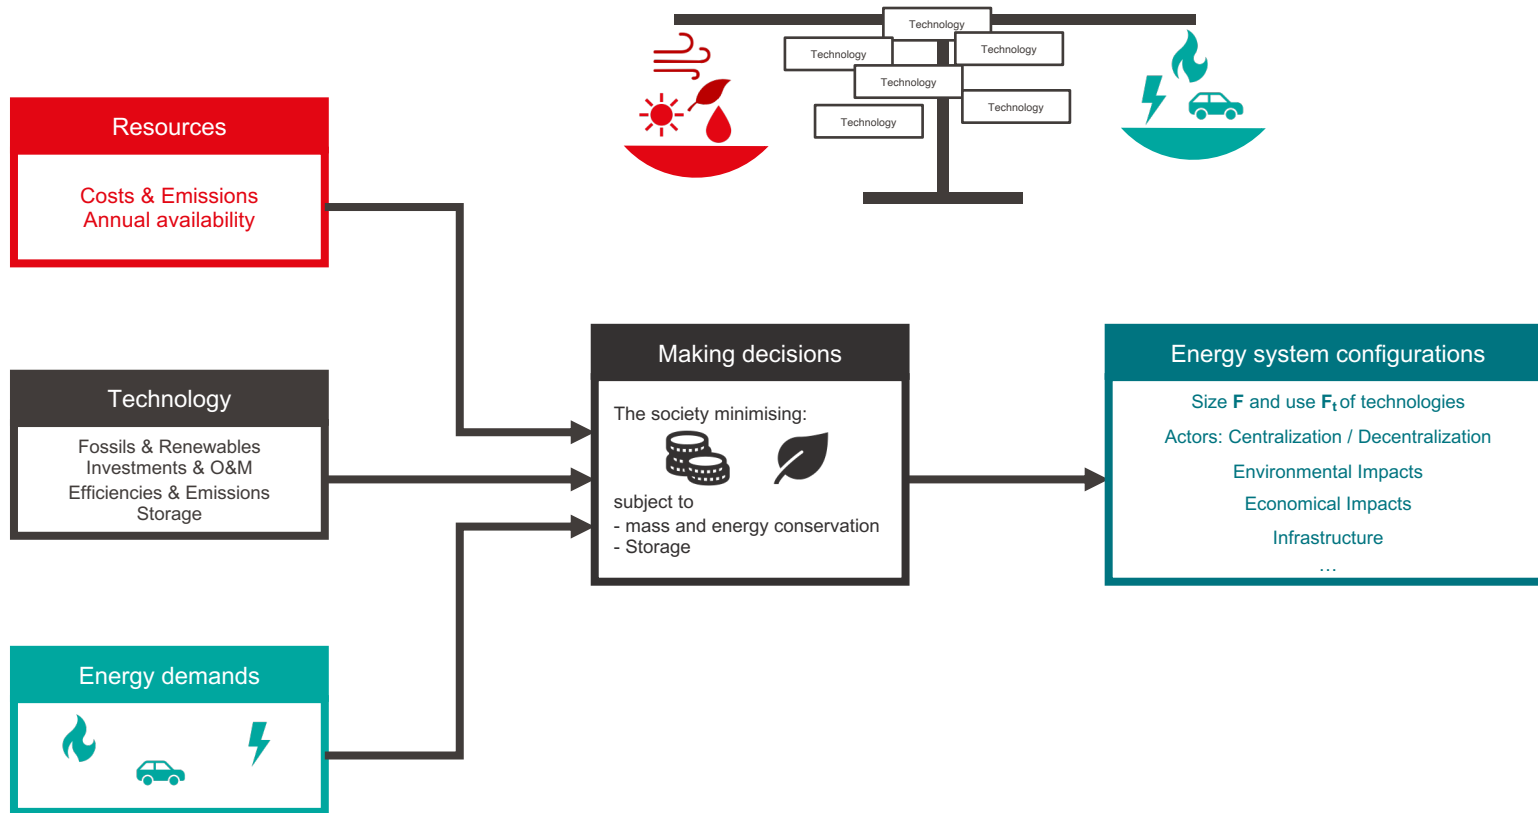 Technology
Technology
Technology
Technology
Technology
Technology
Resources
Costs & Emissions
Annual availability
Technology
Fossils & Renewables
Investments & O&M
Efficiencies & Emissions
Storage
Energy demands
Making decisions
The society minimising:
subject to
- mass and energy conservation
- Storage
Energy system configurations
Size F and use Ft of technologies
Actors: Centralization / Decentralization
Environmental Impacts
Economical Impacts
Infrastructure
…